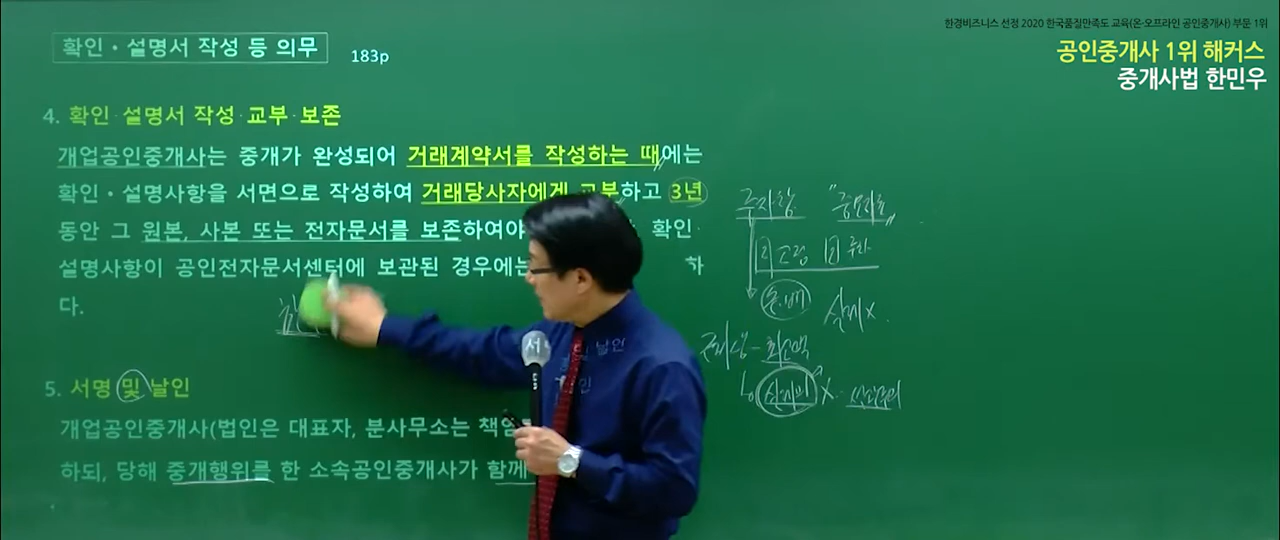 한경비즈니스 선정 2020 한국품질만족도 교육(온·오프라인 공인중개사) 부문 1위
공인중개사 1위 해커스
중개사법 한민우
확인·설명서 작성 등 의무 183p
4. 확인·설명서 작성·교부·보존
개업공인중개사는 중개가 완성되어 거래계약서를 작성하는 때에는
확인·설명사항을 서면으로 작성하여 거래당사자에게 교부하고 3년
동안 그 원본, 사본 또는 전자문서를 보존하여야 확인·
설명사항이 공인전자문서센터에 보관된 경우에는 하
다.
5. 서명 및 날인
개업공인중개사(법인은 대표자, 분사무소는 책임
하되, 당해 중개행위를 한 소속공인중개사가 함께
서 및 날인
인
손.배
삭제 x